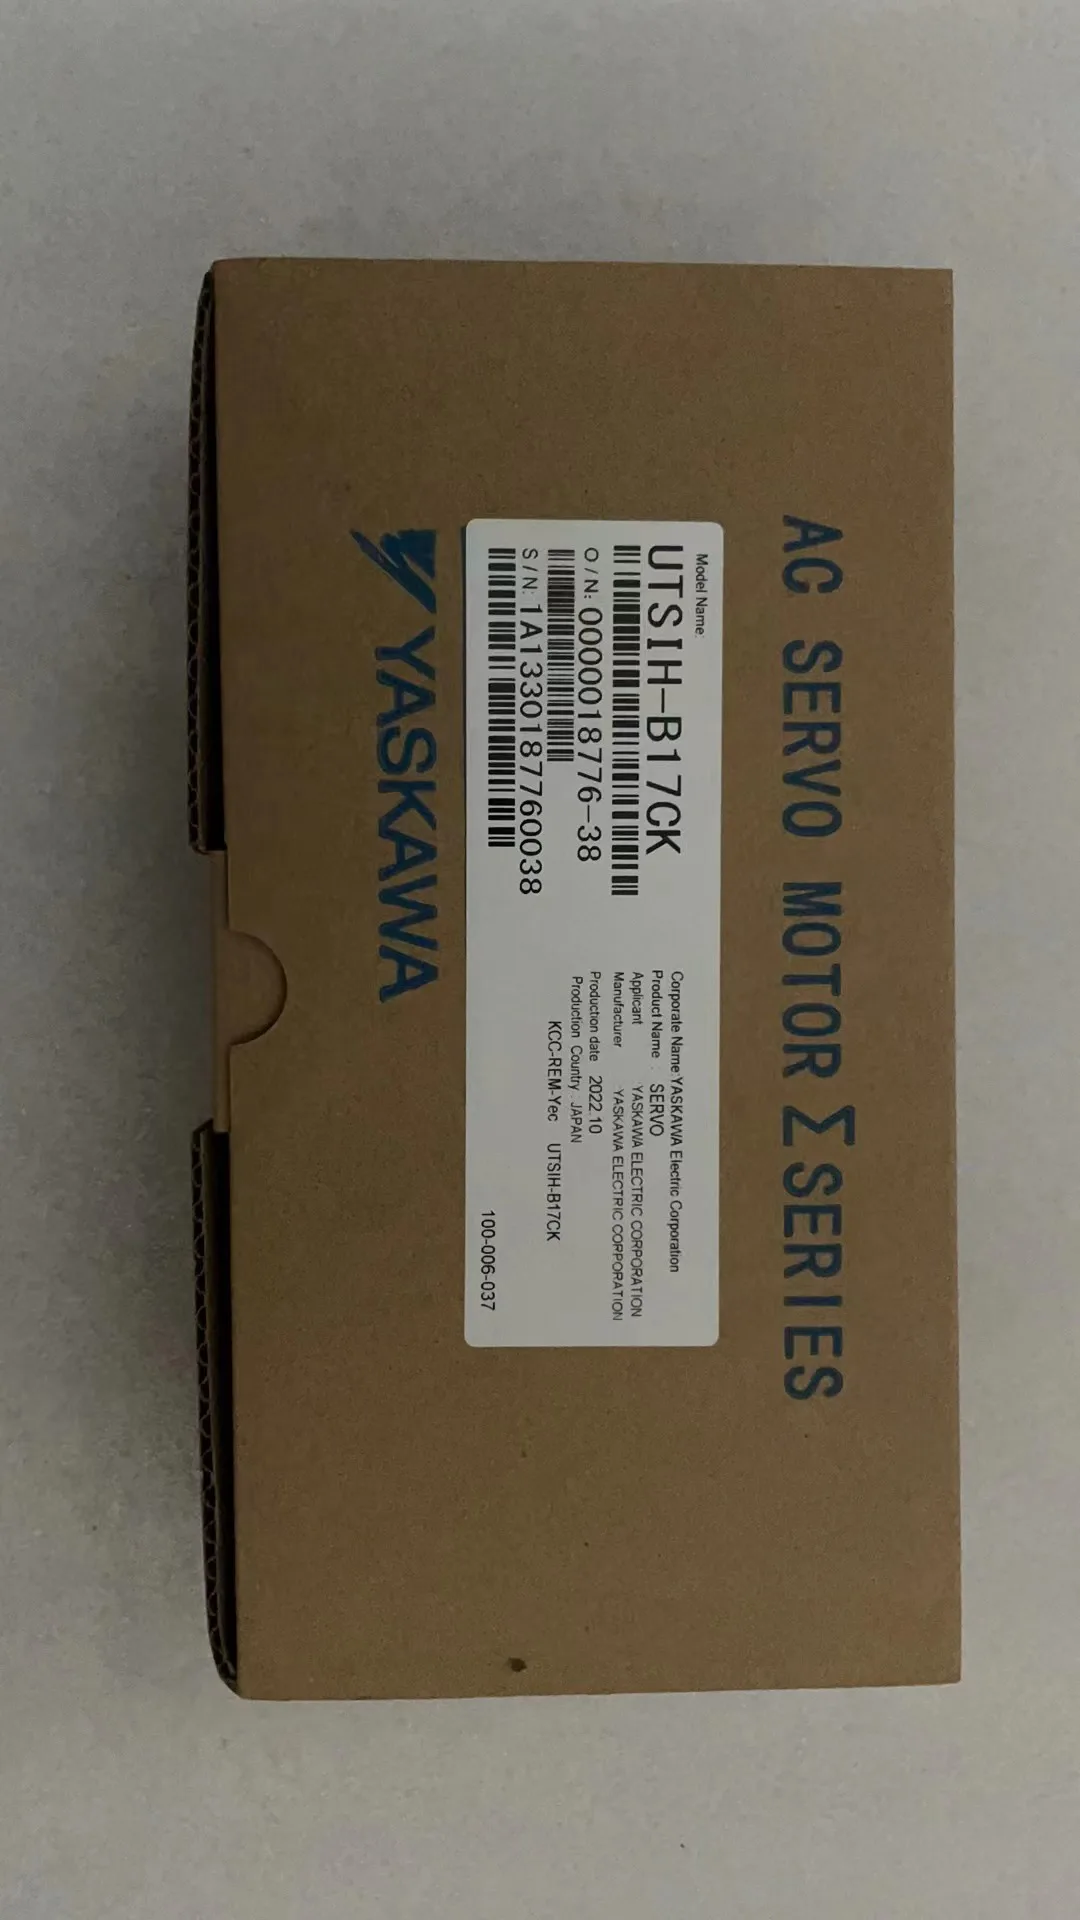 AC SERVO MOTOR Σ SERIES
Model Name:
UTSIH-B17CK
O/N: 0000018776-38
S/N: 1A1330187760038
Corporate Name:YASKAWA Electric Corporation
Product Name : SERVO
Applicant :YASKAWA ELECTRIC CORPORATION
Manufacturer :YASKAWA ELECTRIC CORPORATION
Production date 2022.10
Production Country : JAPAN
KCC-REM-Yec UTSIH-B17CK
100-006-037
YASKAWA